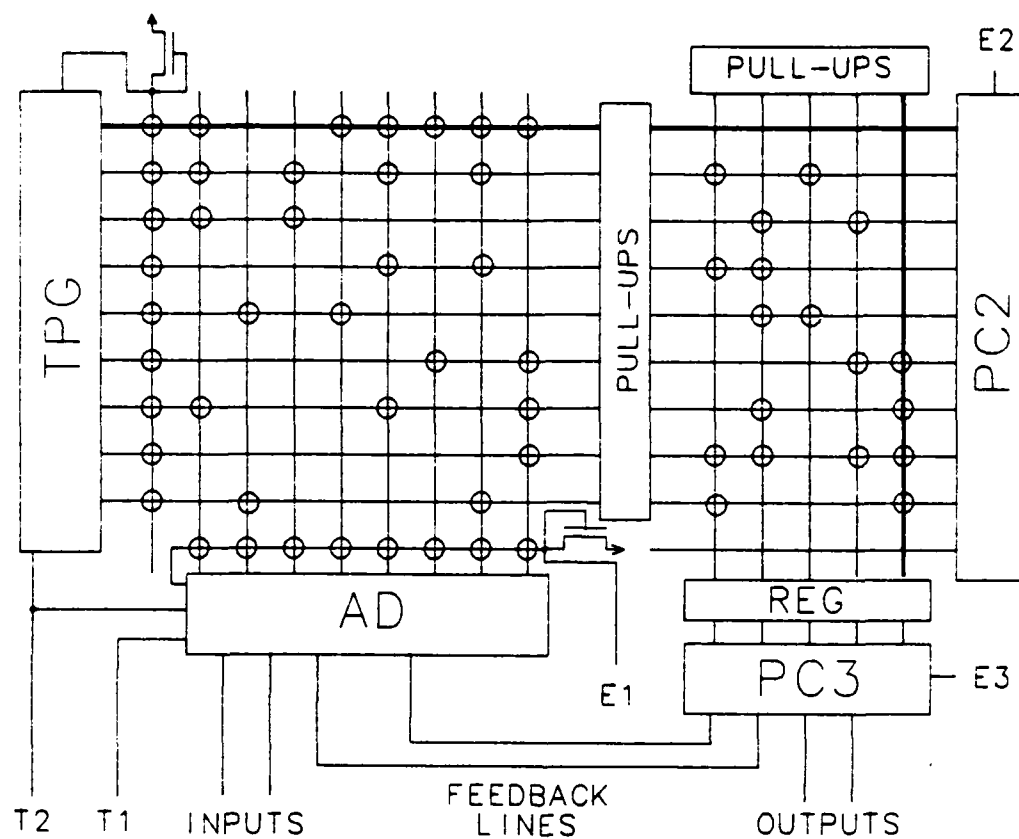 E2
PULL-UPS
TPG
PULL-UPS
PC2
REG
AD
PC3
E1
E3
FEEDBACK
LINES
T2
T1
INPUTS
OUTPUTS